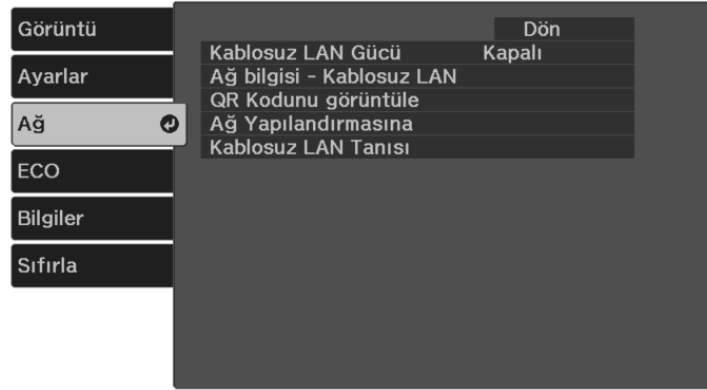 Görüntü
Ayarlar
Ağ
ECO
Bilgiler
Sıfırla
Dön
Kablosuz LAN Gücü Kapalı
Ağ bilgisi - Kablosuz LAN
QR Kodunu görüntüle
Ağ Yapılandırmasına
Kablosuz LAN Tanısı